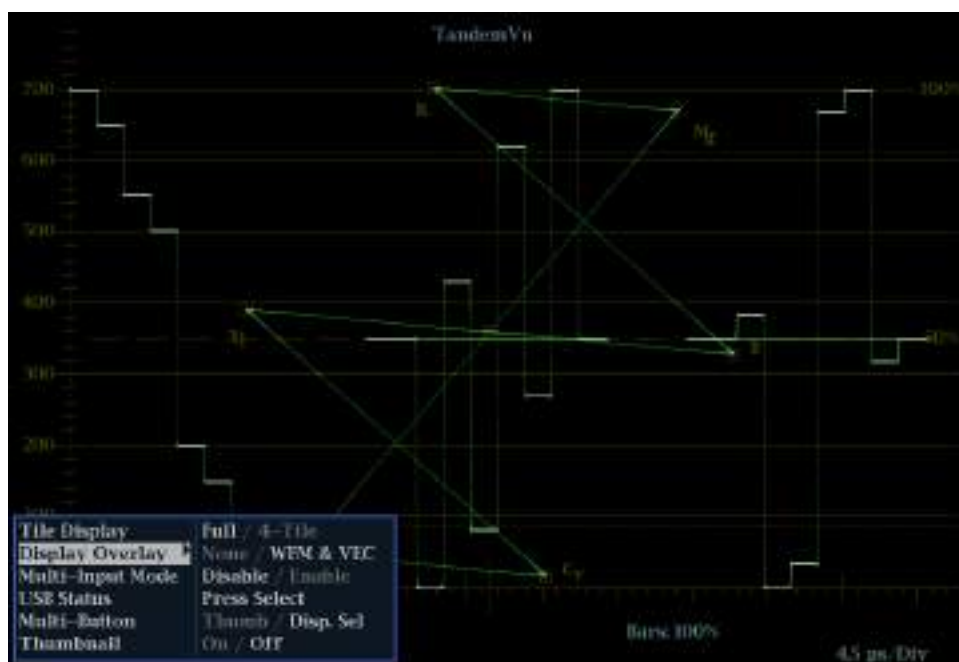 TandemVu
700 100%
R
Mg
600
500
400
50%
300
200
Tile Display Full / 4-Tile
Display Overlay None / WFM & VEC
Multi-Input Mode Disable / Enable
USB Status Press Select
Multi-Button Thumb / Disp. Sel
Thumbnail On / Off
Cy
Bars: 100%
4.5 µs/Div